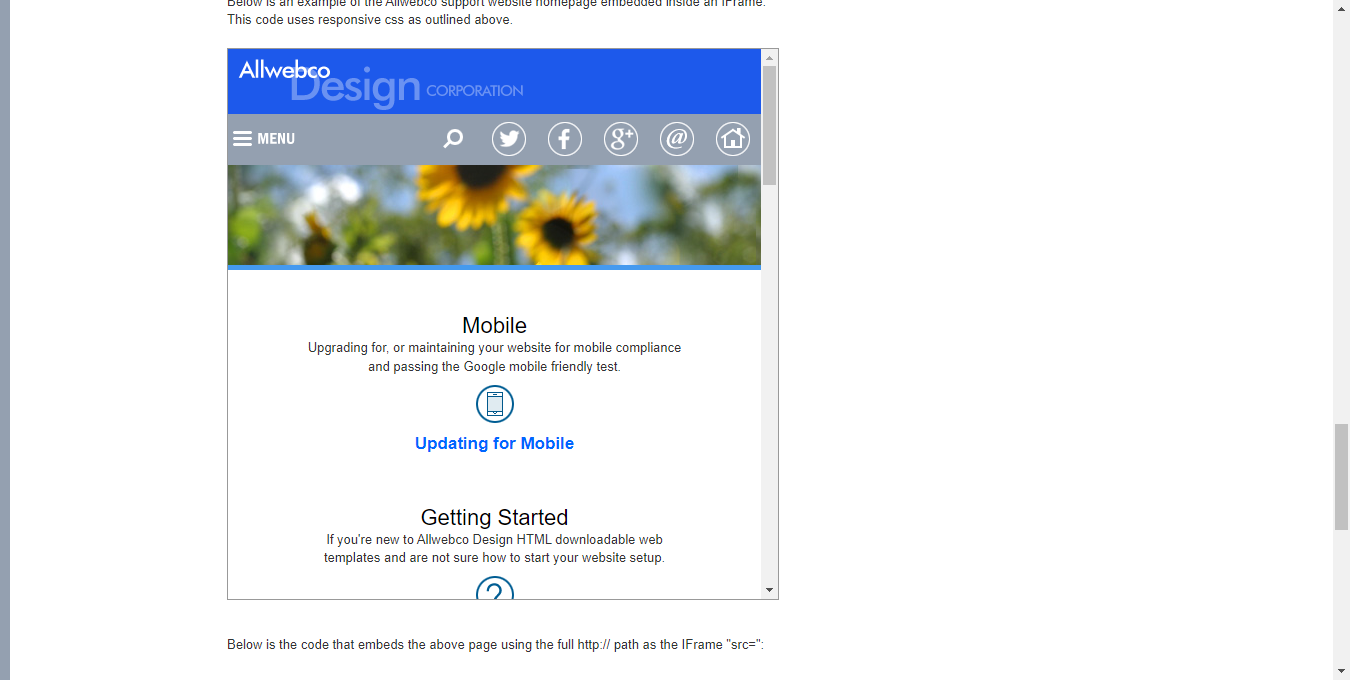 Below is an example of the Allwebco support website homepage embedded inside an IFrame.
This code uses responsive css as outlined above.
Allwebco
Design CORPORATION
MENU
Mobile
Upgrading for, or maintaining your website for mobile compliance
and passing the Google mobile friendly test.
Updating for Mobile
Getting Started
If you're new to Allwebco Design HTML downloadable web
templates and are not sure how to start your website setup.
Below is the code that embeds the above page using the full http:// path as the IFrame "src=":